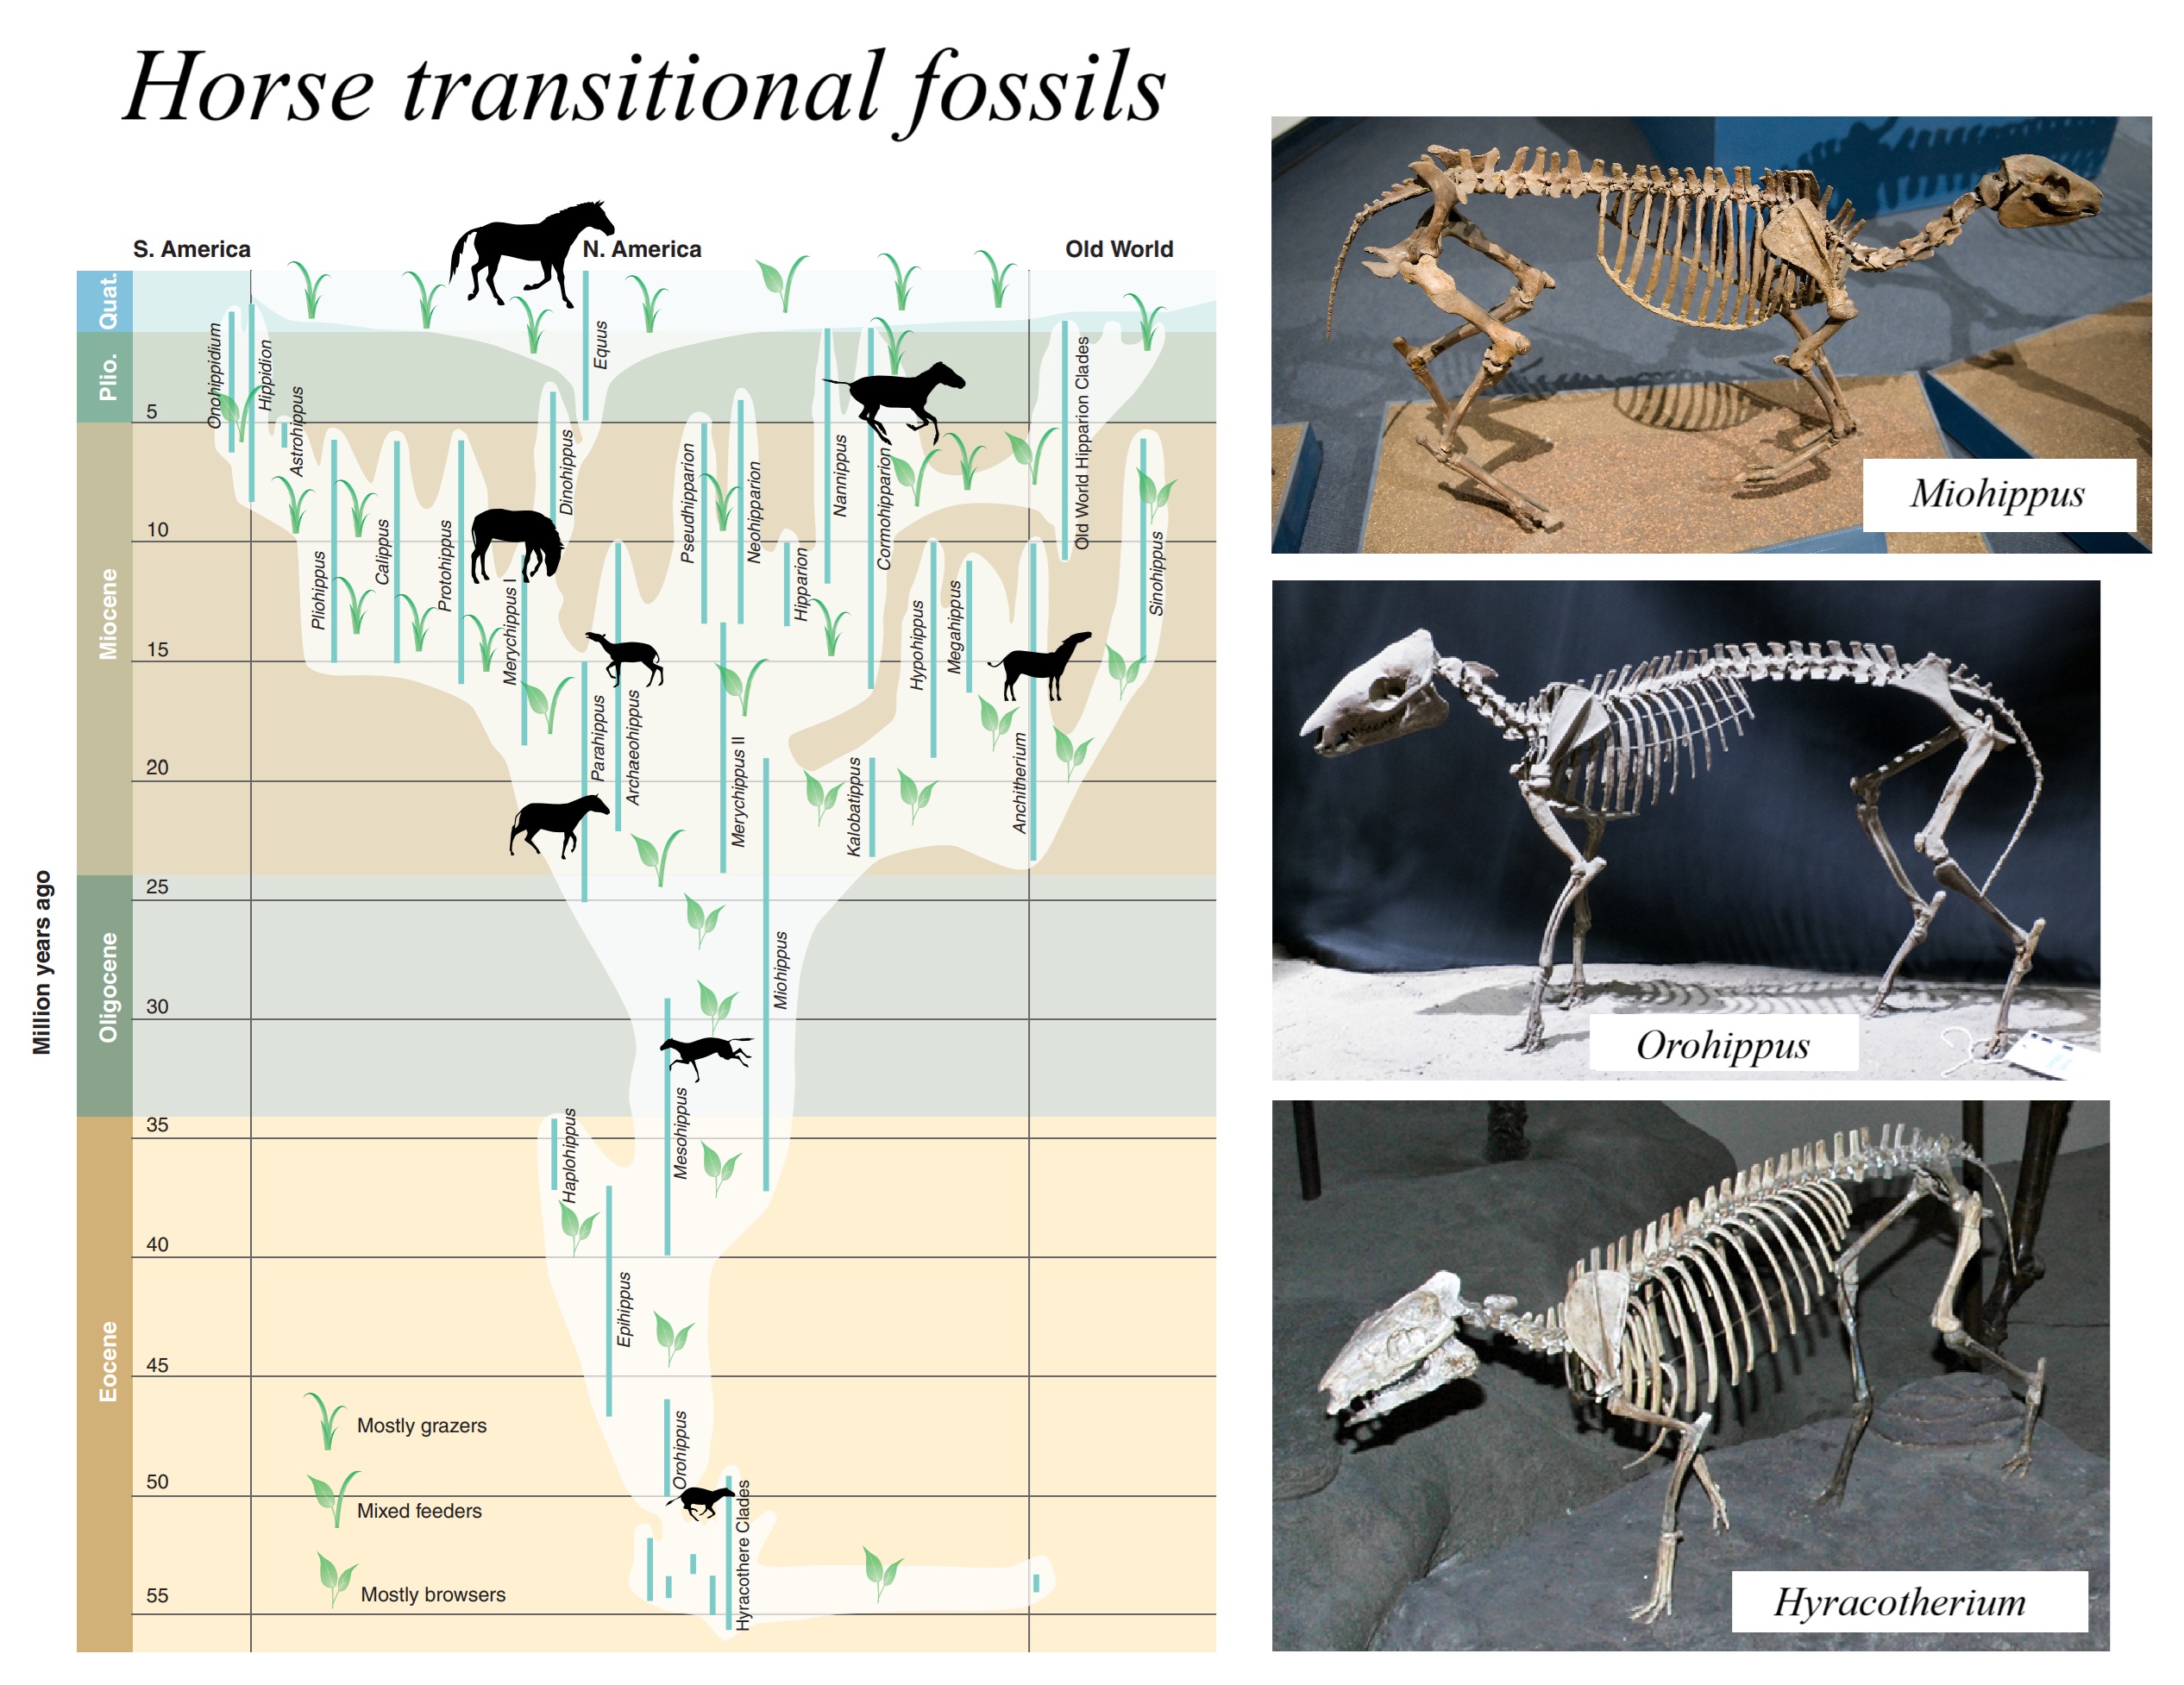 Horse transitional fossils
S. America
N. America
Old World
Quat.
Plio.
Miocene
Oligocene
Eocene
Million years ago
5
10
15
20
25
30
35
40
45
50
55
Onohippidium
Hippidion
Astrohippus
Pliohippus
Calippus
Protohippus
Merychippus I
Dinohippus
Equus
Parahippus
Archaeohippus
Pseudhipparion
Neohipparion
Merychippus II
Hipparion
Nannippus
Cormohipparion
Kalobatippus
Hypohippus
Megahippus
Anchitherium
Old World Hipparion Clades
Sinohippus
Miohippus
Mesohippus
Haplohippus
Epihippus
Orohippus
Hyracothere Clades
Mostly grazers
Mixed feeders
Mostly browsers
Miohippus
Orohippus
Hyracotherium